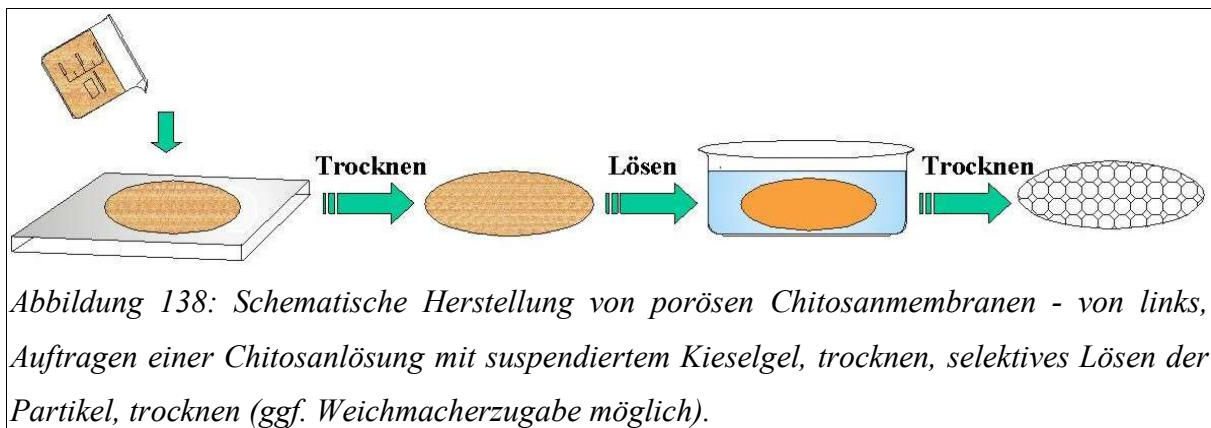 Trocknen
Lösen
Trocknen
Abbildung 138: Schematische Herstellung von porösen Chitosanmembranen - von links,
Auftragen einer Chitosanlösung mit suspendiertem Kieselgel, trocknen, selektives Lösen der
Partikel, trocknen (ggf. Weichmacherzugabe möglich).